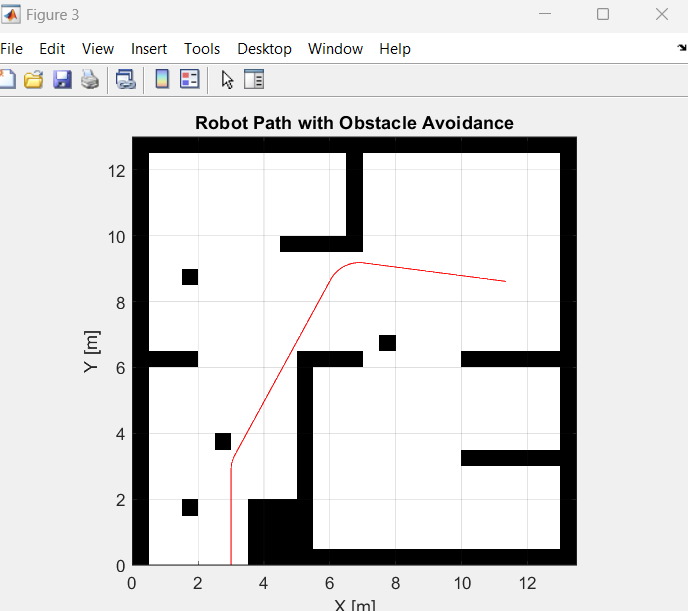 Figure 3
File Edit View Insert Tools Desktop Window Help
Robot Path with Obstacle Avoidance
12
10
8
6
4
2
0
Y [m]
0 2 4 6 8 10 12
X [m]